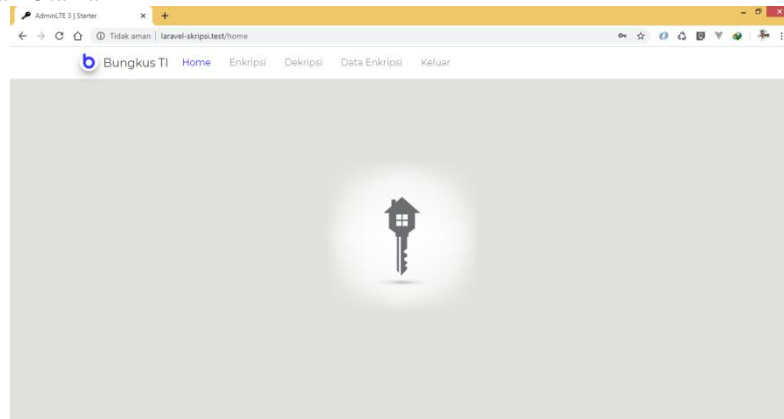 AdminLTE 3 | Starter
Tidak aman | laravel-skripsi.test/home
b Bungkus TI Home Enkripsi Dekripsi Data Enkripsi Keluar